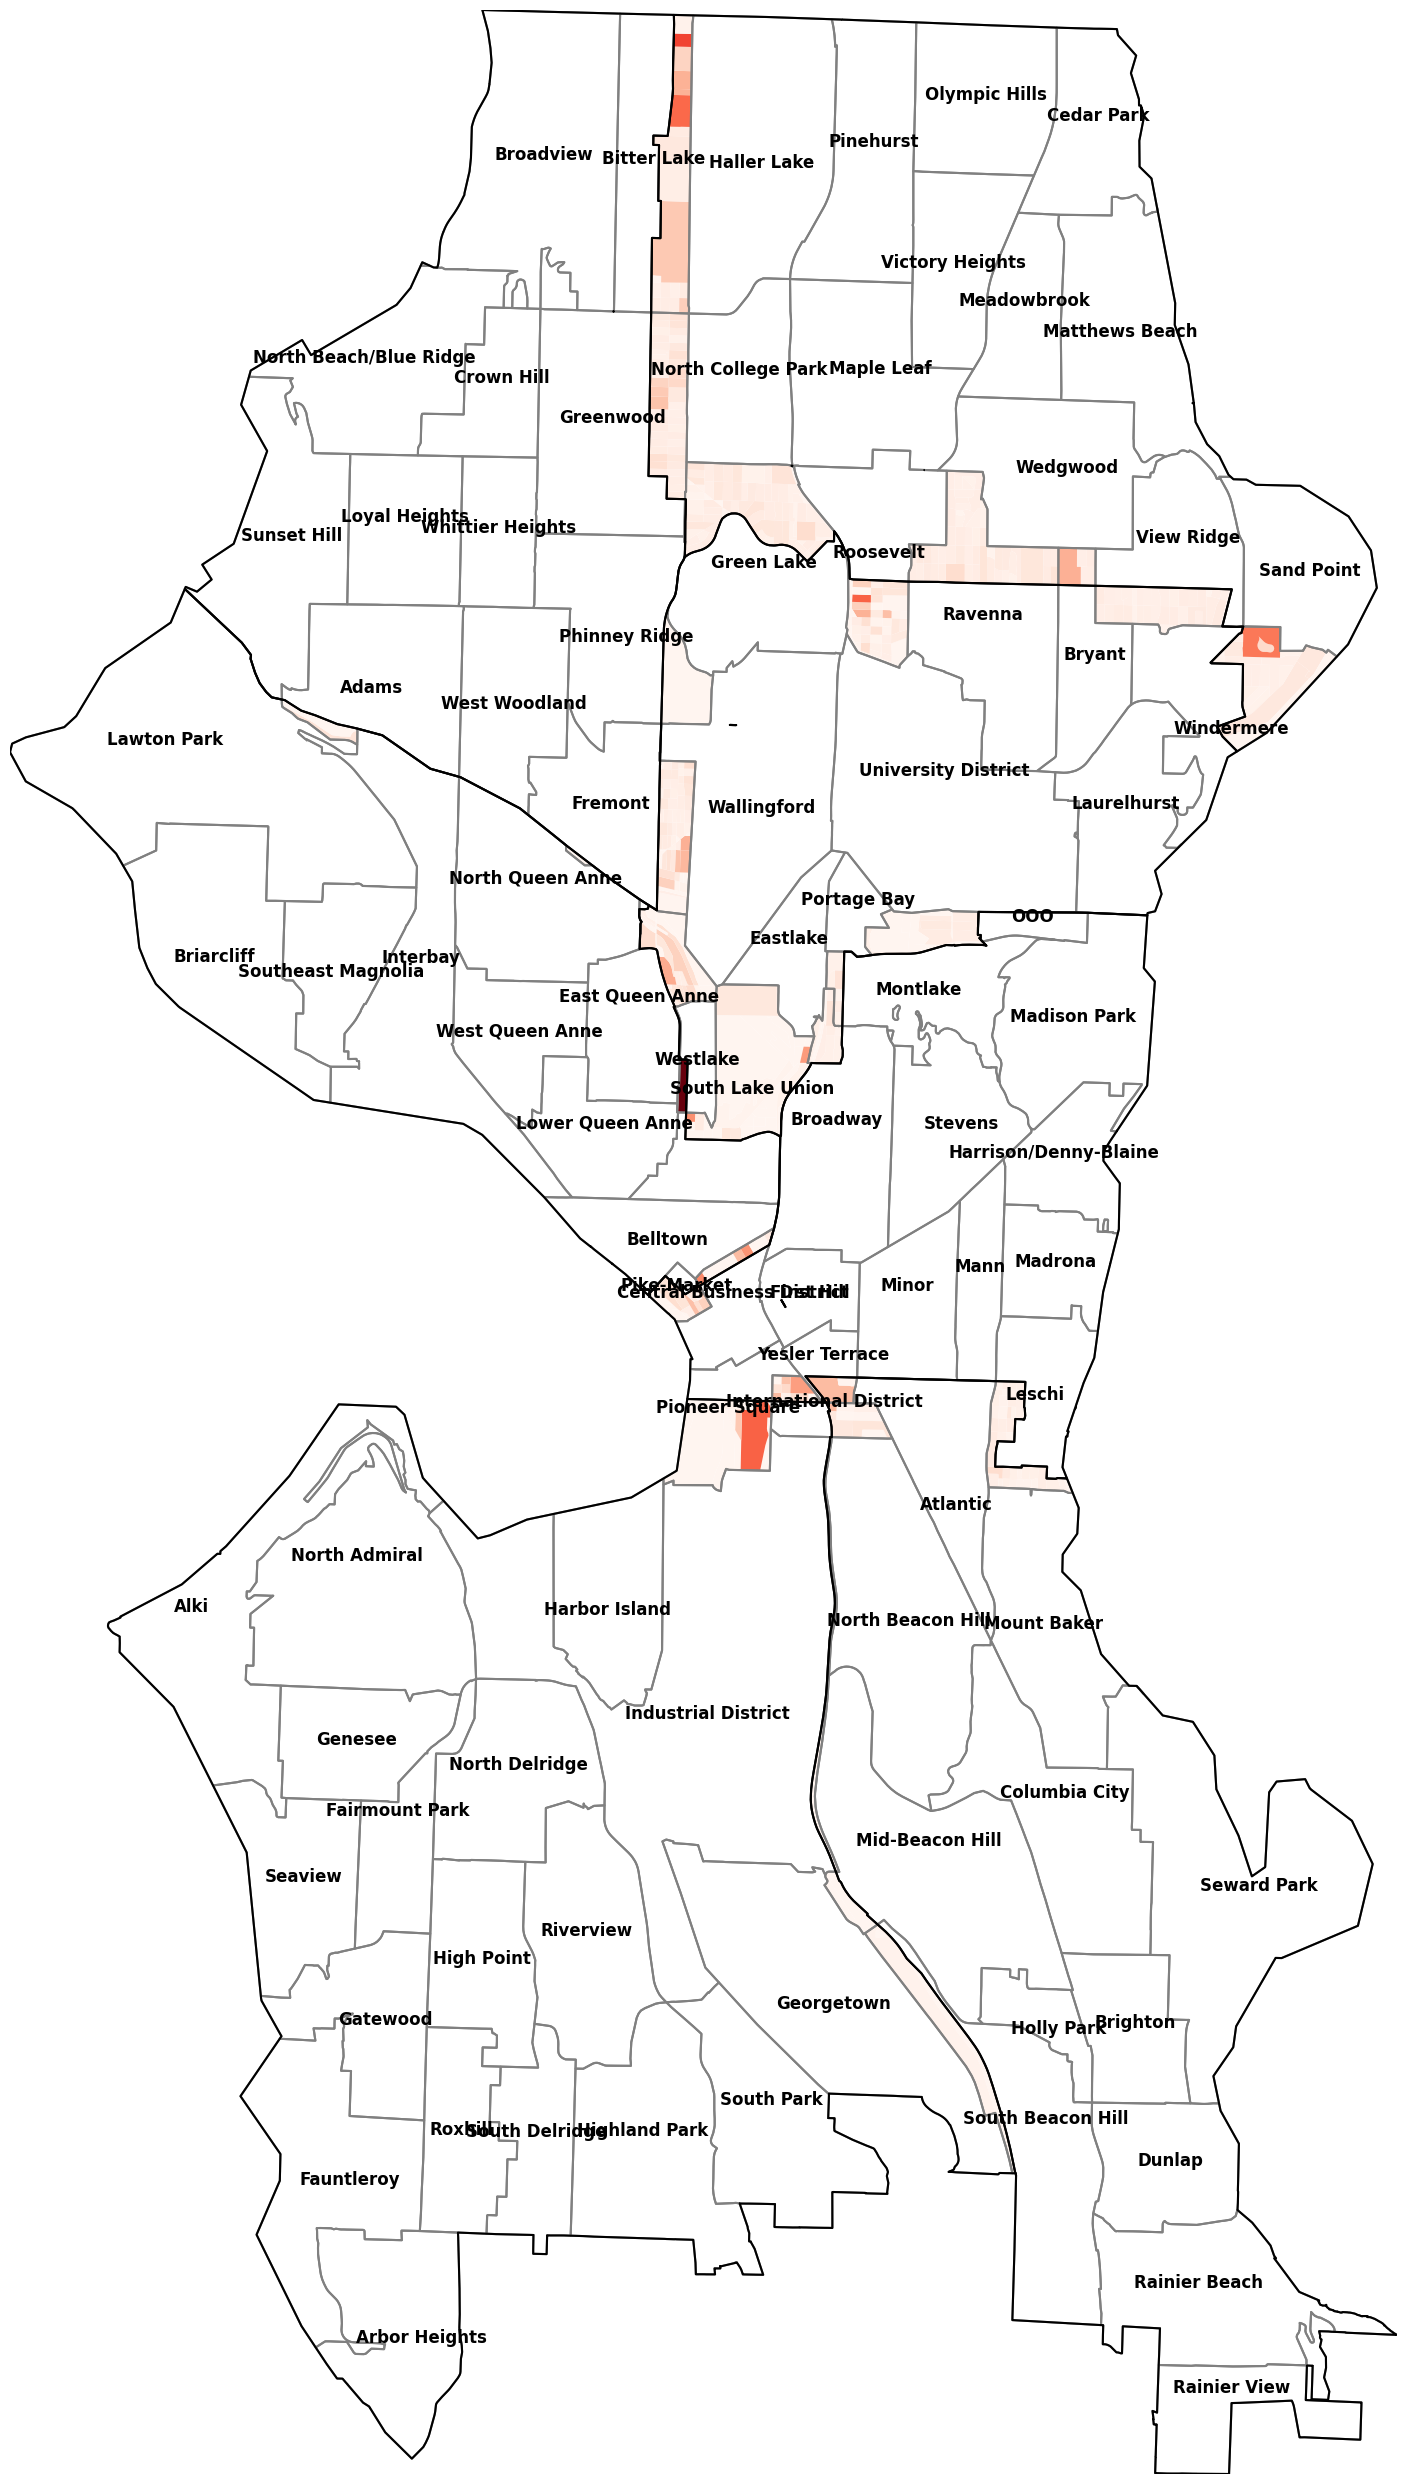 Olympic Hills
Cedar Park
Pinehurst
Broadview
Bitter Lake
Haller Lake
Victory Heights
Meadowbrook
Matthews Beach
North Beach/Blue Ridge
Crown Hill
North College Park
Maple Leaf
Greenwood
Wedgwood
Loyal Heights
Whittier Heights
Sunset Hill
View Ridge
Roosevelt
Green Lake
Sand Point
Ravenna
Phinney Ridge
Bryant
Adams
West Woodland
Windermere
Lawton Park
University District
Fremont
Wallingford
Laurelhurst
North Queen Anne
Portage Bay
OOO
Eastlake
Briarcliff
Interbay
Southeast Magnolia
Montlake
East Queen Anne
Madison Park
West Queen Anne
Westlake
South Lake Union
Broadway
Lower Queen Anne
Stevens
Harrison/Denny-Blaine
Belltown
Madrona
Mann
Pike-Market
Minor
Central Business District
First Hill
Yesler Terrace
Leschi
International District
Pioneer Square
Atlantic
North Admiral
Alki
Harbor Island
North Beacon Hill
Mount Baker
Industrial District
Genesee
North Delridge
Columbia City
Fairmount Park
Mid-Beacon Hill
Seaview
Seward Park
Riverview
High Point
Georgetown
Gatewood
Brighton
Holly Park
South Park
South Beacon Hill
Roxhill
South Delridge
Highland Park
Dunlap
Fauntleroy
Rainier Beach
Arbor Heights
Rainier View